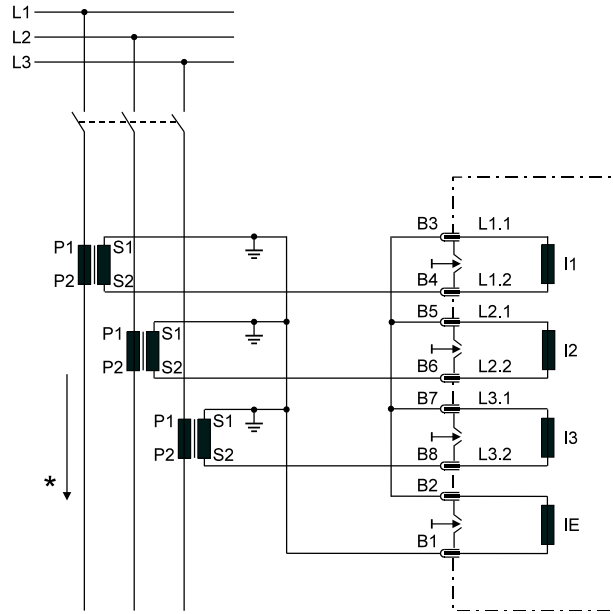 L1
L2
L3
B3 L1.1
P1 S1
I1
P2 S2
B4 L1.2
B5 L2.1
P1 S1
I2
P2 S2
B6 L2.2
B7 L3.1
P1 S1
I3
P2 S2
B8 L3.2
*
B2
IE
B1